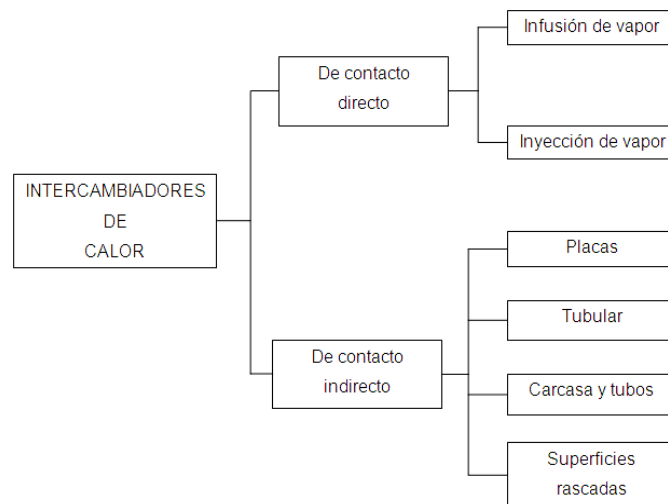 INTERCAMBIADORES
DE
CALOR
De contacto
directo
Infusión de vapor
Inyección de vapor
De contacto
indirecto
Placas
Tubular
Carcasa y tubos
Superficies
rascadas